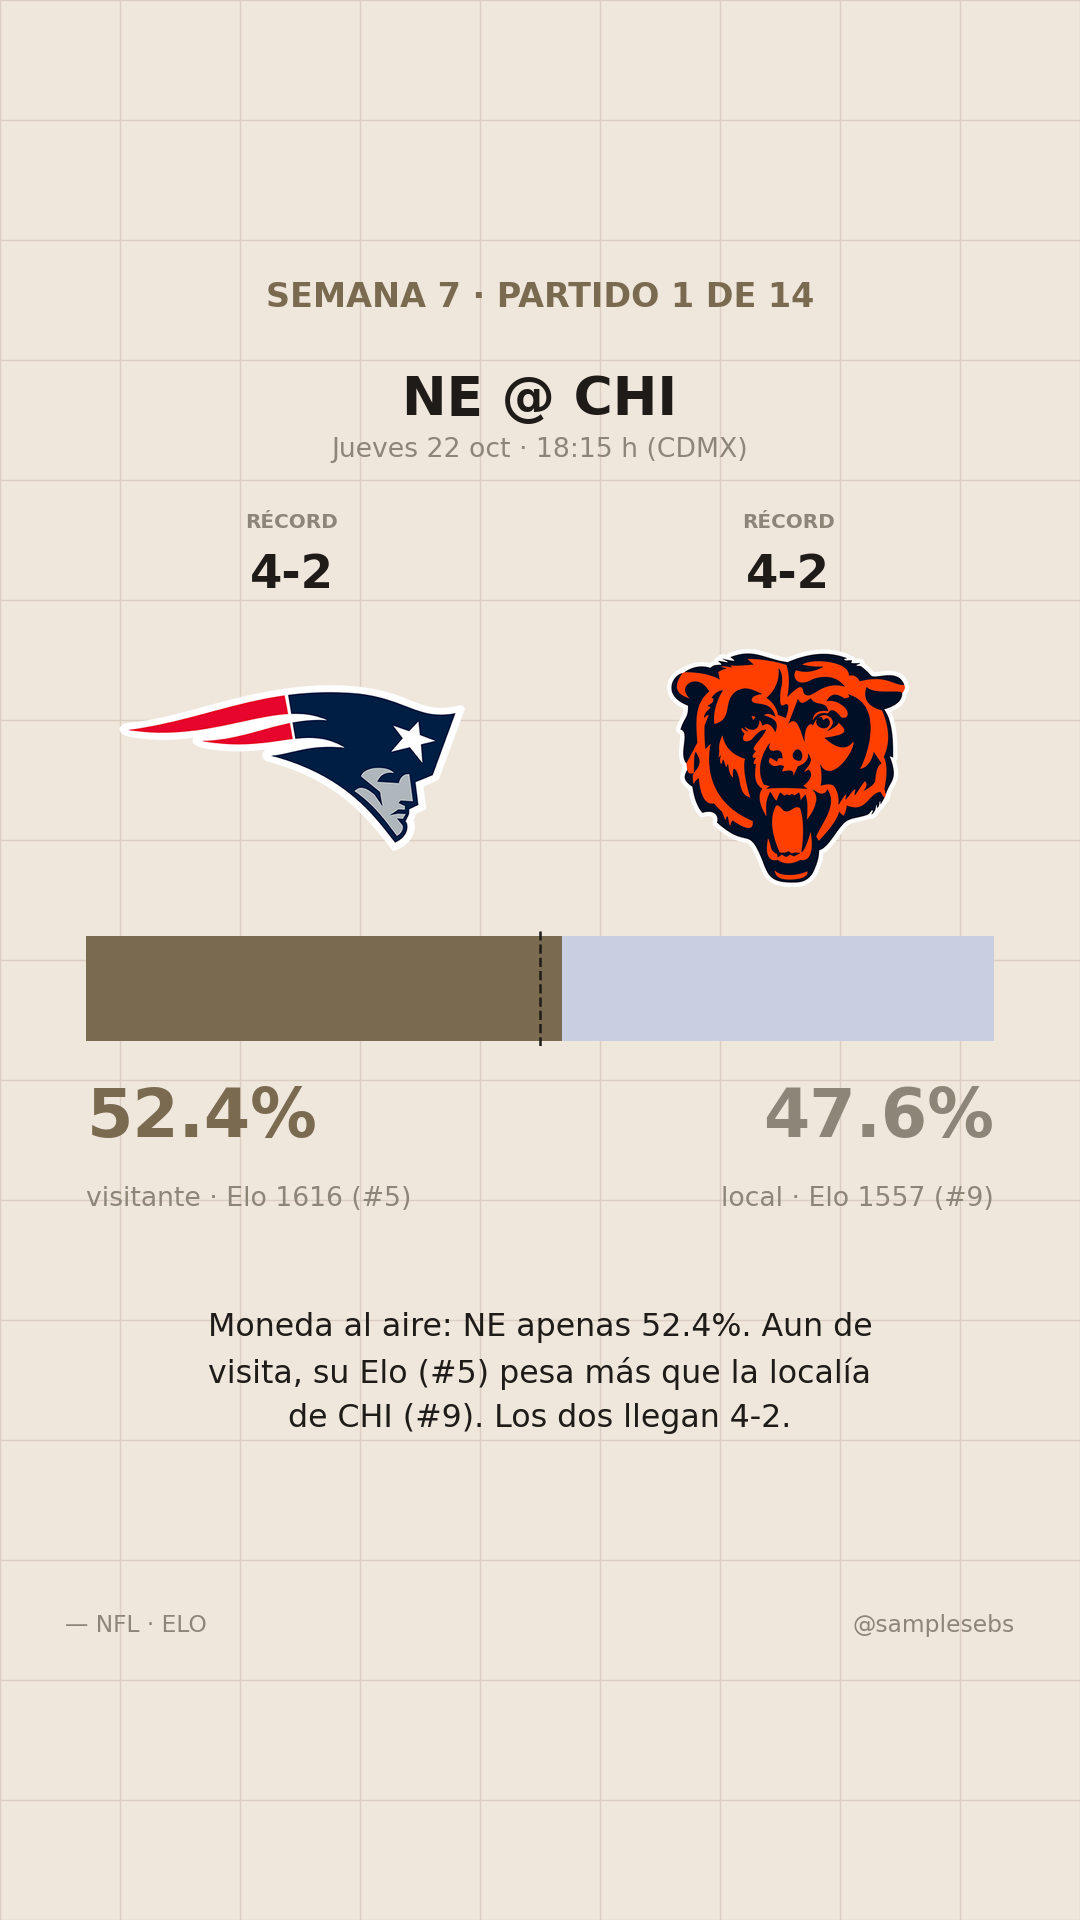 SEMANA 7 · PARTIDO 1 DE 14
NE @ CHI
Jueves 22 oct · 18:15 h (CDMX)
RÉCORD
4-2
RÉCORD
4-2
52.4%
47.6%
visitante · Elo 1616 (#5)
local · Elo 1557 (#9)
Moneda al aire: NE apenas 52.4%. Aun de
visita, su Elo (#5) pesa más que la localía
de CHI (#9). Los dos llegan 4-2.
— NFL · ELO
@samplesebs